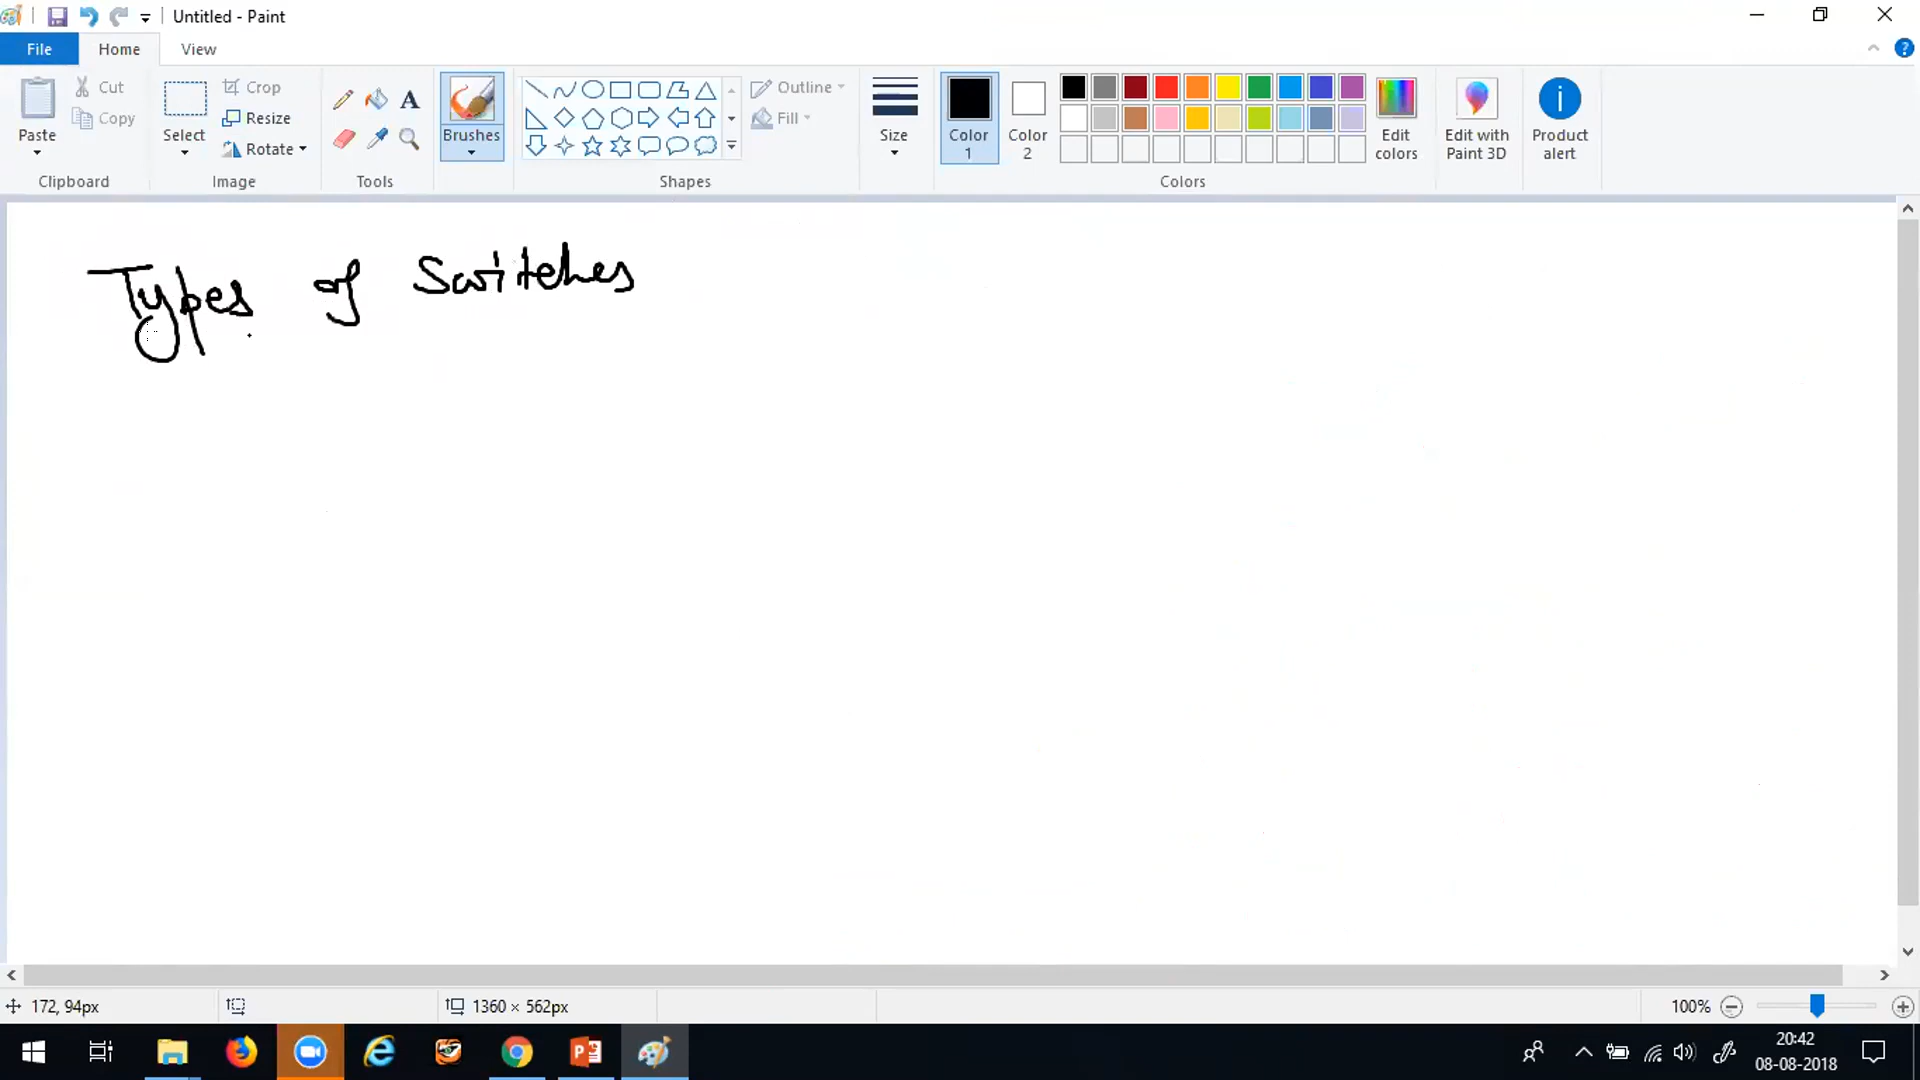 Untitled - Paint
File Home View
Paste Cut Copy Select Crop Resize Rotate A Brushes Outline Fill Size Color 1 Color 2 Edit colors Edit with Paint 3D Product alert
Clipboard Image Tools Shapes Colors
Types of Switches
172, 94px 1360 × 562px 100%
20:42
08-08-2018